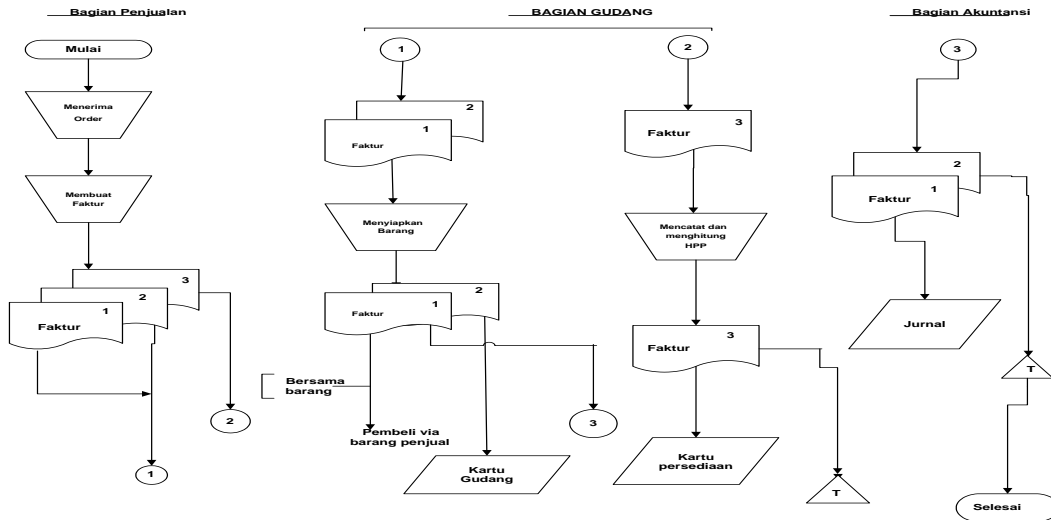 Bagian Penjualan
Mulai
Menerima
Order
Membuat
Faktur
3
2
1
Faktur
2
1
BAGIAN GUDANG
1
2
1
Faktur
Menyiapkan
Barang
2
1
Faktur
Bersama
barang
Pembeli via
barang penjual
3
Kartu
Gudang
2
3
Faktur
Mencatat dan
menghitung
HPP
3
Faktur
Kartu
persediaan
T
Bagian Akuntansi
3
2
1
Faktur
Jurnal
T
Selesai